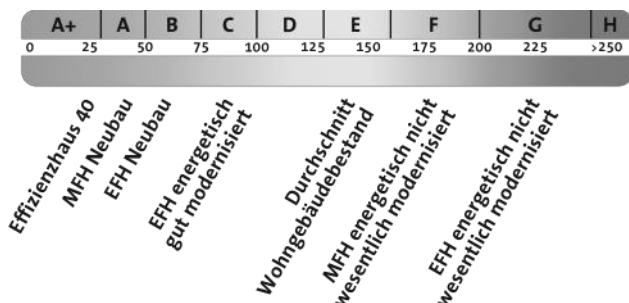 A+ A B C D E F G H
0 25 50 75 100 125 150 175 200 225 >250
Effizienzhaus 40
MFH Neubau
EFH Neubau
EFH energetisch
gut modernisiert
Durchschnitt
Wohngebäudebestand
MFH energetisch nicht
wesentlich modernisiert
EFH energetisch nicht
wesentlich modernisiert